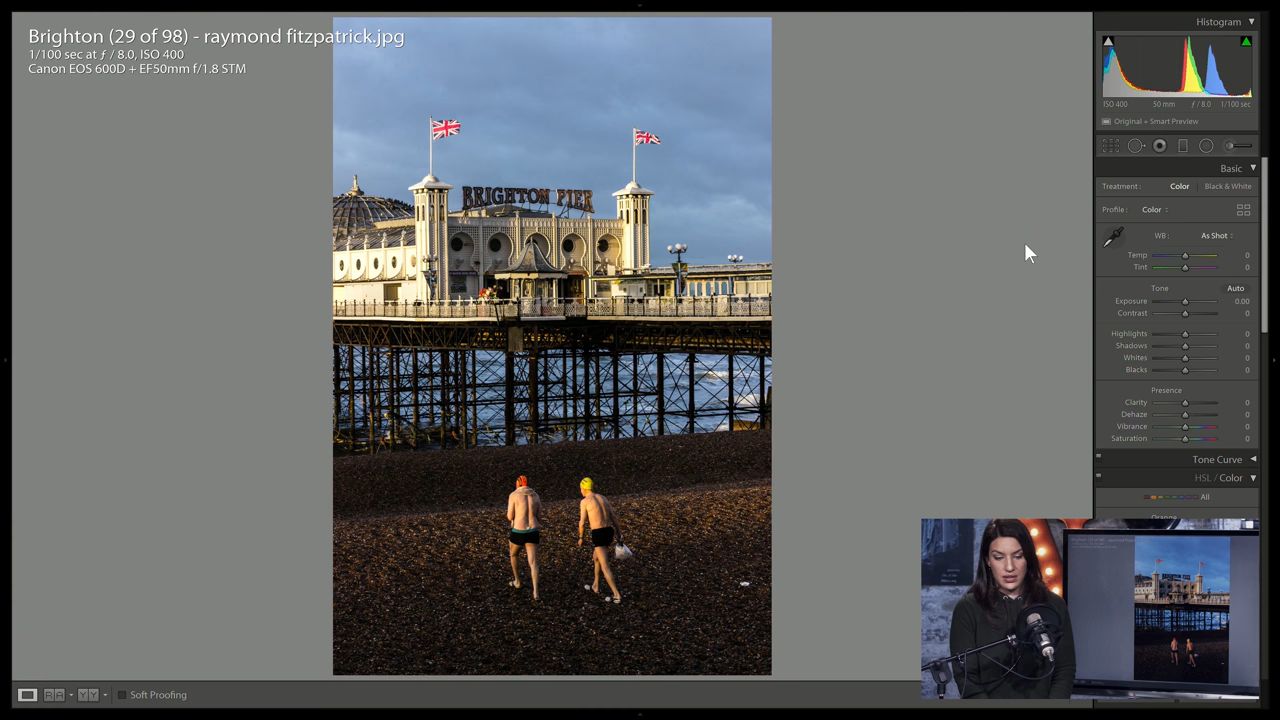 Brighton (29 of 98) - raymond fitzpatrick.jpg
1/100 sec at ƒ / 8.0, ISO 400
Canon EOS 600D + EF50mm f/1.8 STM
BRIGHTON PIER
Histogram
ISO 400 50 mm ƒ / 8.0 1/100 sec
Original + Smart Preview
Basic
Treatment : Color Black & White
Profile : Color
WB : As Shot
Temp 0
Tint 0
Tone Auto
Exposure 0.00
Contrast 0
Highlights 0
Shadows 0
Whites 0
Blacks 0
Presence
Clarity 0
Dehaze 0
Vibrance 0
Saturation 0
Tone Curve
HSL / Color
All
Orange
R A Y Y Soft Proofing